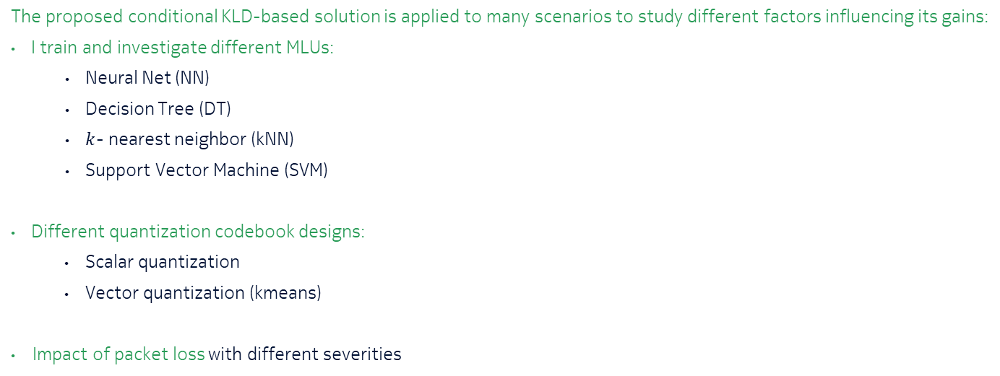 The proposed conditional KLD-based solution is applied to many scenarios to study different factors influencing its gains:
• I train and investigate different MLUs:
• Neural Net (NN)
• Decision Tree (DT)
• k- nearest neighbor (kNN)
• Support Vector Machine (SVM)
• Different quantization codebook designs:
• Scalar quantization
• Vector quantization (kmeans)
• Impact of packet loss with different severities